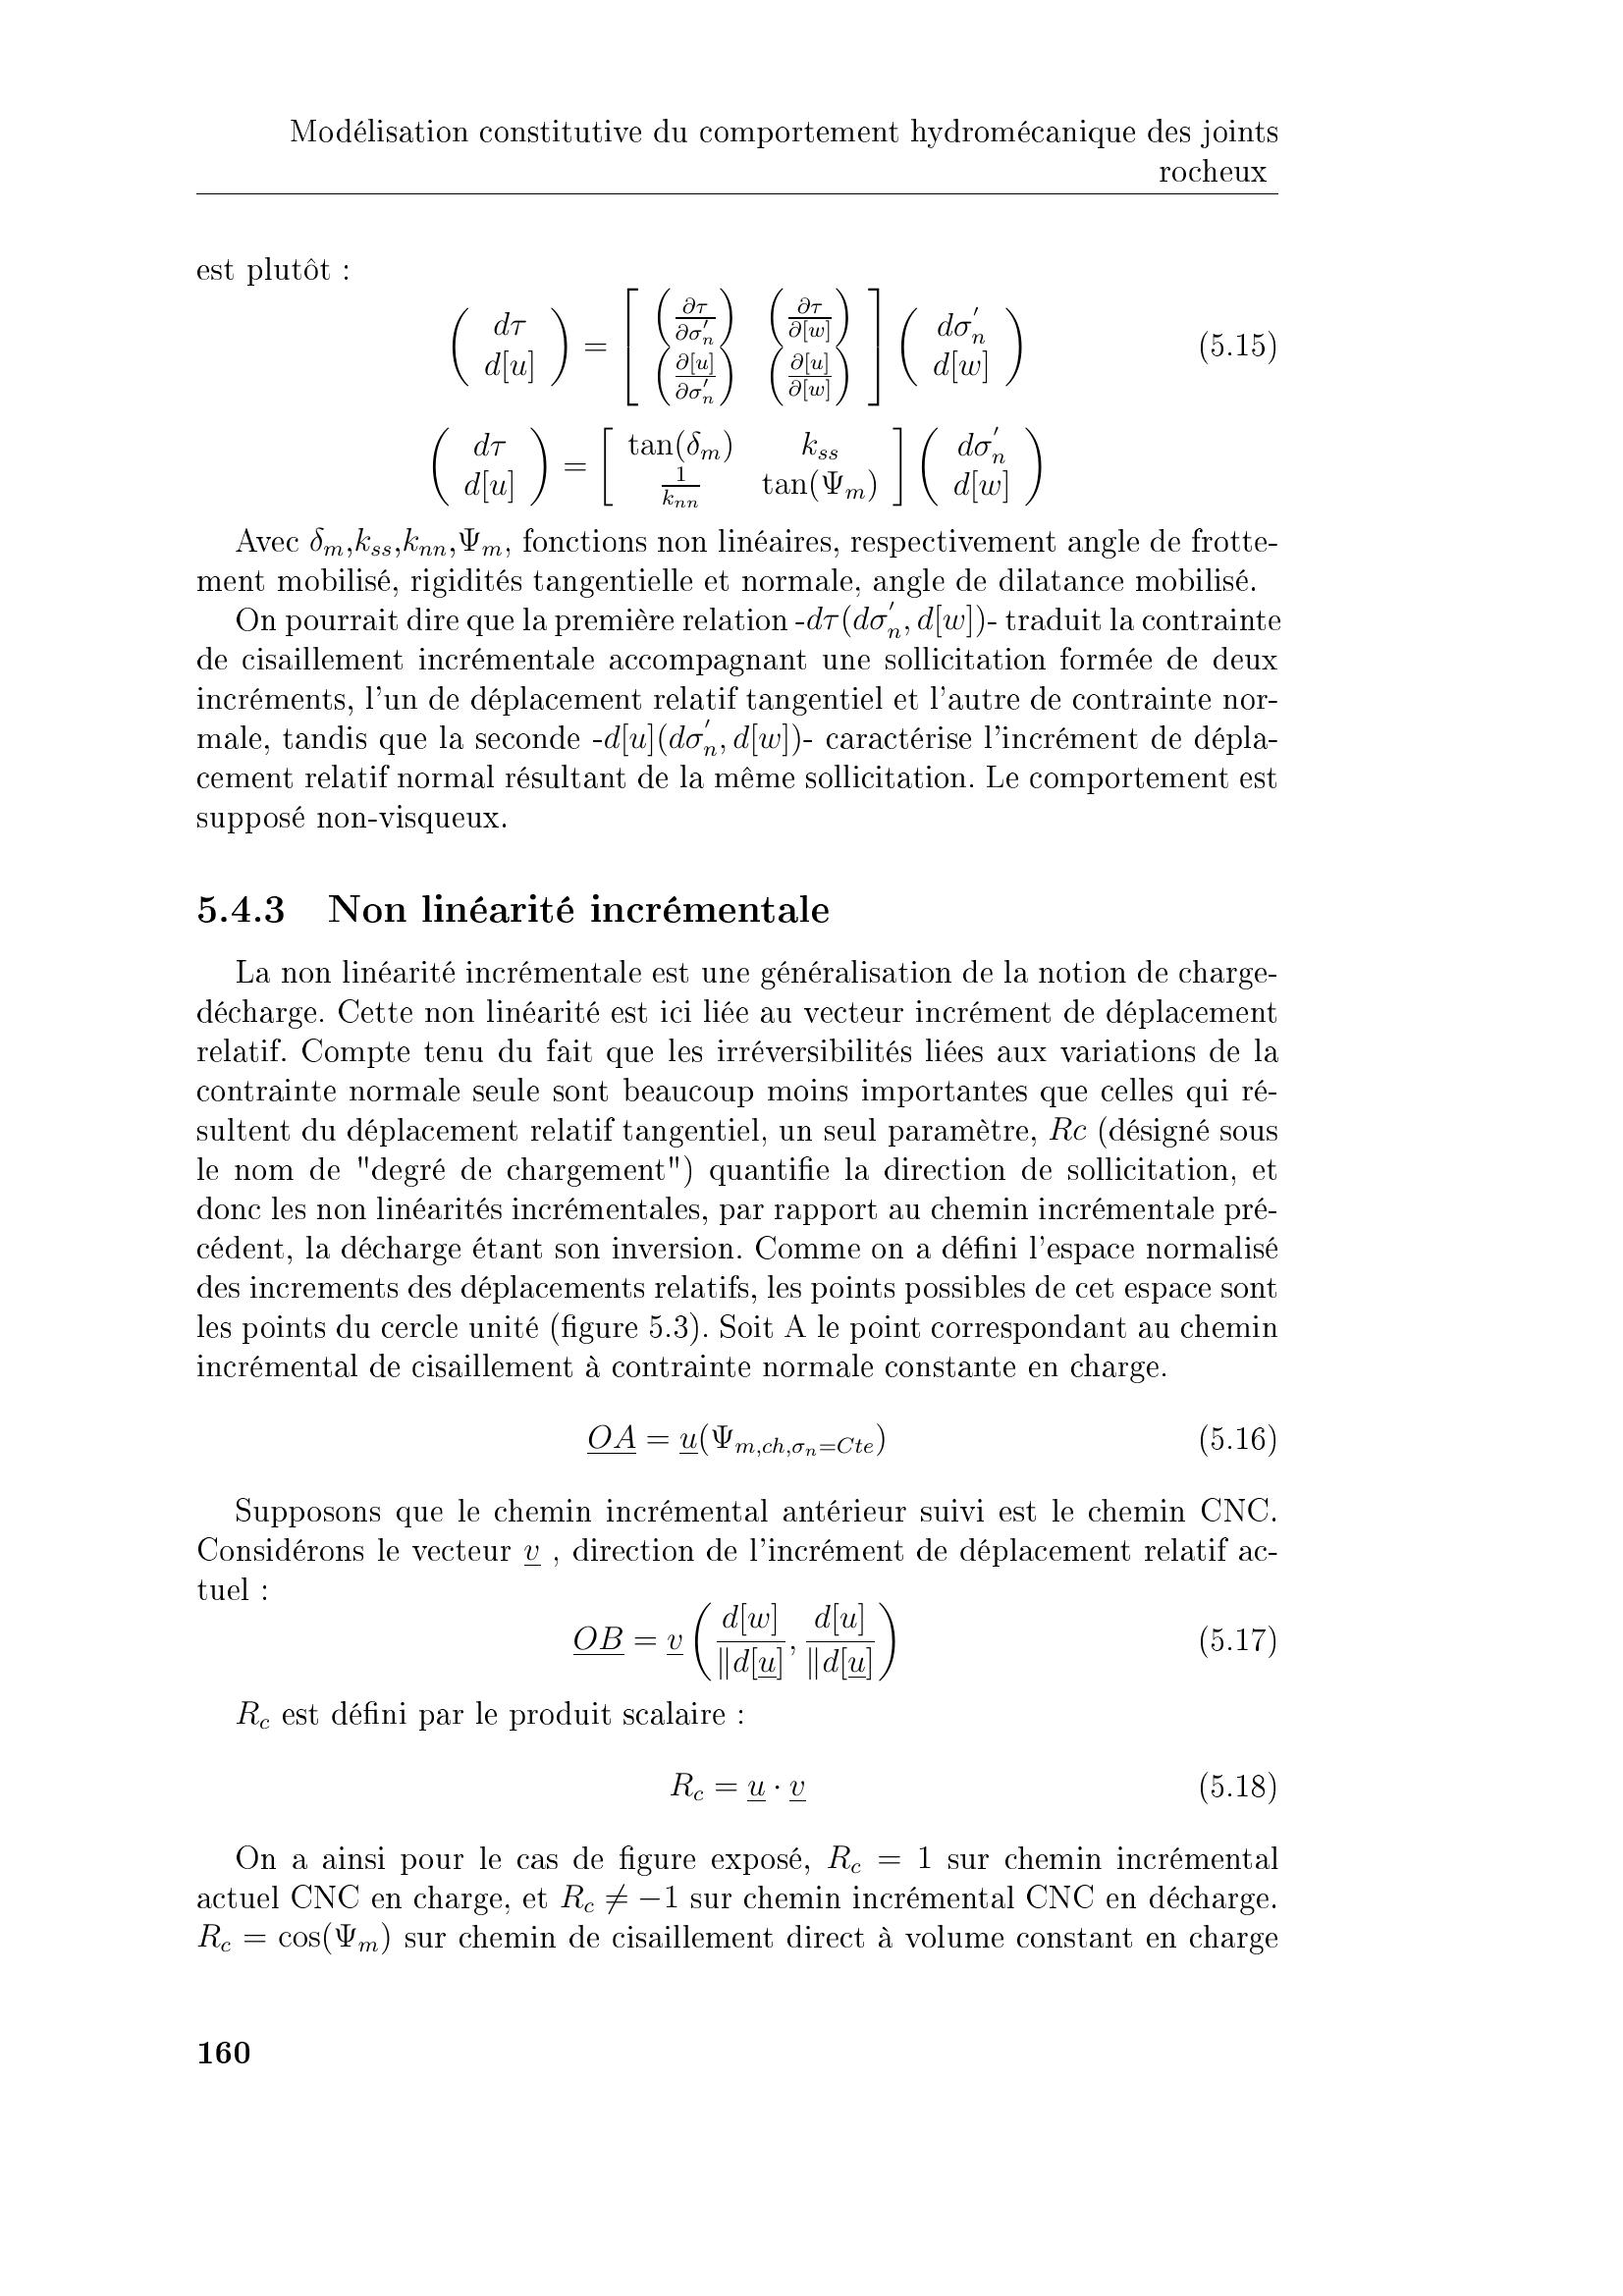 Modélisation constitutive du comportement hydromécanique des joints
rocheux
est plutôt :
$$\begin{pmatrix} d\tau \\ d[u] \end{pmatrix} = \begin{bmatrix} \left(\frac{\partial \tau}{\partial \sigma_n'}\right) & \left(\frac{\partial \tau}{\partial [w]}\right) \\ \left(\frac{\partial [u]}{\partial \sigma_n'}\right) & \left(\frac{\partial [u]}{\partial [w]}\right) \end{bmatrix} \begin{pmatrix} d\sigma_n' \\ d[w] \end{pmatrix} \quad (5.15)$$
$$\begin{pmatrix} d\tau \\ d[u] \end{pmatrix} = \begin{bmatrix} \tan(\delta_m) & k_{ss} \\ \frac{1}{k_{nn}} & \tan(\Psi_m) \end{bmatrix} \begin{pmatrix} d\sigma_n' \\ d[w] \end{pmatrix}$$
Avec $\delta_m$,$k_{ss}$,$k_{nn}$,$\Psi_m$, fonctions non linéaires, respectivement angle de frotte-
ment mobilisé, rigidités tangentielle et normale, angle de dilatance mobilisé.
On pourrait dire que la première relation -$d\tau(d\sigma_n', d[w])$- traduit la contrainte
de cisaillement incrémentale accompagnant une sollicitation formée de deux
incréments, l'un de déplacement relatif tangentiel et l'autre de contrainte nor-
male, tandis que la seconde -$d[u](d\sigma_n', d[w])$- caractérise l'incrément de dépla-
cement relatif normal résultant de la même sollicitation. Le comportement est
supposé non-visqueux.
5.4.3 Non linéarité incrémentale
La non linéarité incrémentale est une généralisation de la notion de charge-
décharge. Cette non linéarité est ici liée au vecteur incrément de déplacement
relatif. Compte tenu du fait que les irréversibilités liées aux variations de la
contrainte normale seule sont beaucoup moins importantes que celles qui ré-
sultent du déplacement relatif tangentiel, un seul paramètre, $Rc$ (désigné sous
le nom de "degré de chargement") quantifie la direction de sollicitation, et
donc les non linéarités incrémentales, par rapport au chemin incrémentale pré-
cédent, la décharge étant son inversion. Comme on a défini l'espace normalisé
des increments des déplacements relatifs, les points possibles de cet espace sont
les points du cercle unité (figure 5.3). Soit A le point correspondant au chemin
incrémental de cisaillement à contrainte normale constante en charge.
$$\underline{OA} = \underline{u}(\Psi_{m,ch,\sigma_n=Cte}) \quad (5.16)$$
Supposons que le chemin incrémental antérieur suivi est le chemin CNC.
Considérons le vecteur $\underline{v}$ , direction de l'incrément de déplacement relatif ac-
tuel :
$$\underline{OB} = \underline{v}\left(\frac{d[w]}{\|d[\underline{u}]}, \frac{d[u]}{\|d[\underline{u}]}\right) \quad (5.17)$$
$R_c$ est défini par le produit scalaire :
$$R_c = \underline{u} \cdot \underline{v} \quad (5.18)$$
On a ainsi pour le cas de figure exposé, $R_c = 1$ sur chemin incrémental
actuel CNC en charge, et $R_c \neq -1$ sur chemin incrémental CNC en décharge.
$R_c = \cos(\Psi_m)$ sur chemin de cisaillement direct à volume constant en charge
160